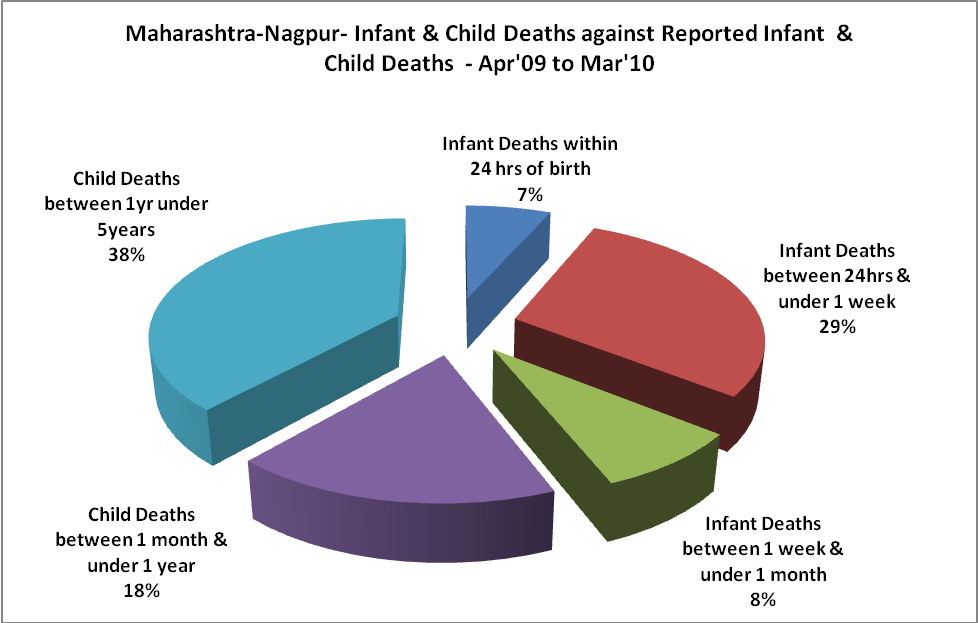 Maharashtra-Nagpur- Infant & Child Deaths against Reported Infant &
Child Deaths - Apr'09 to Mar'10
Infant Deaths within
24 hrs of birth
7%
Infant Deaths
between 24hrs &
under 1 week
29%
Infant Deaths
between 1 week &
under 1 month
8%
Child Deaths
between 1 month &
under 1 year
18%
Child Deaths
between 1yr under
5years
38%